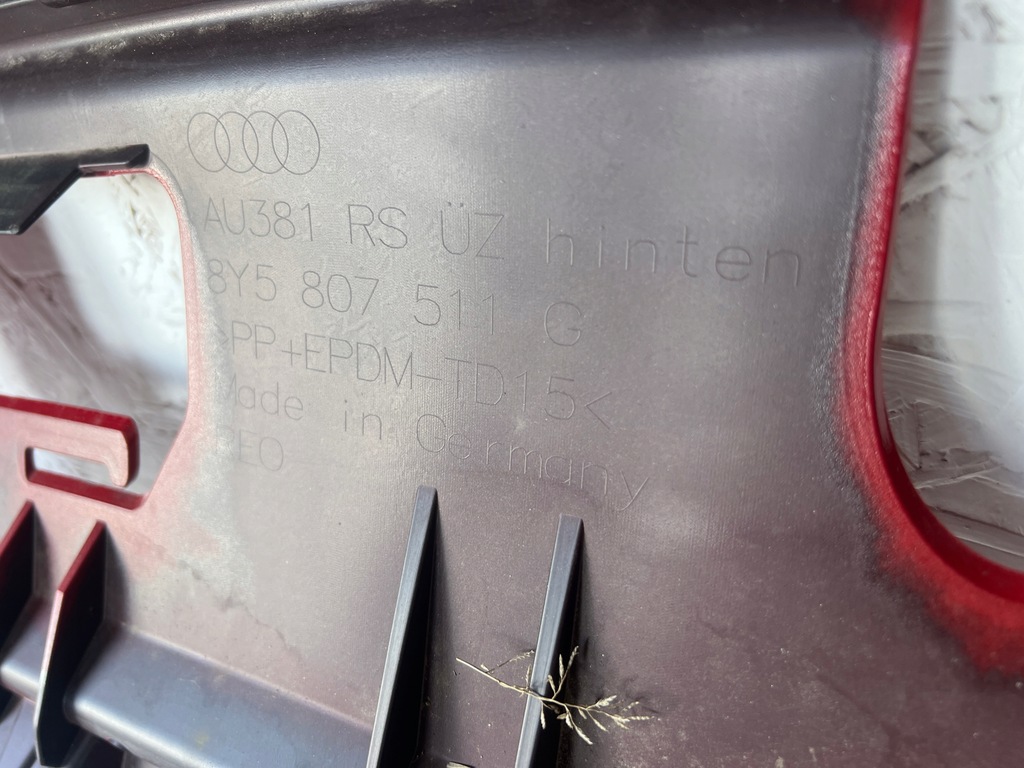 AU381 RS ÜZ hinten
8Y5 807 511 G
>PP+EPDM-TD15<
Made in Germany